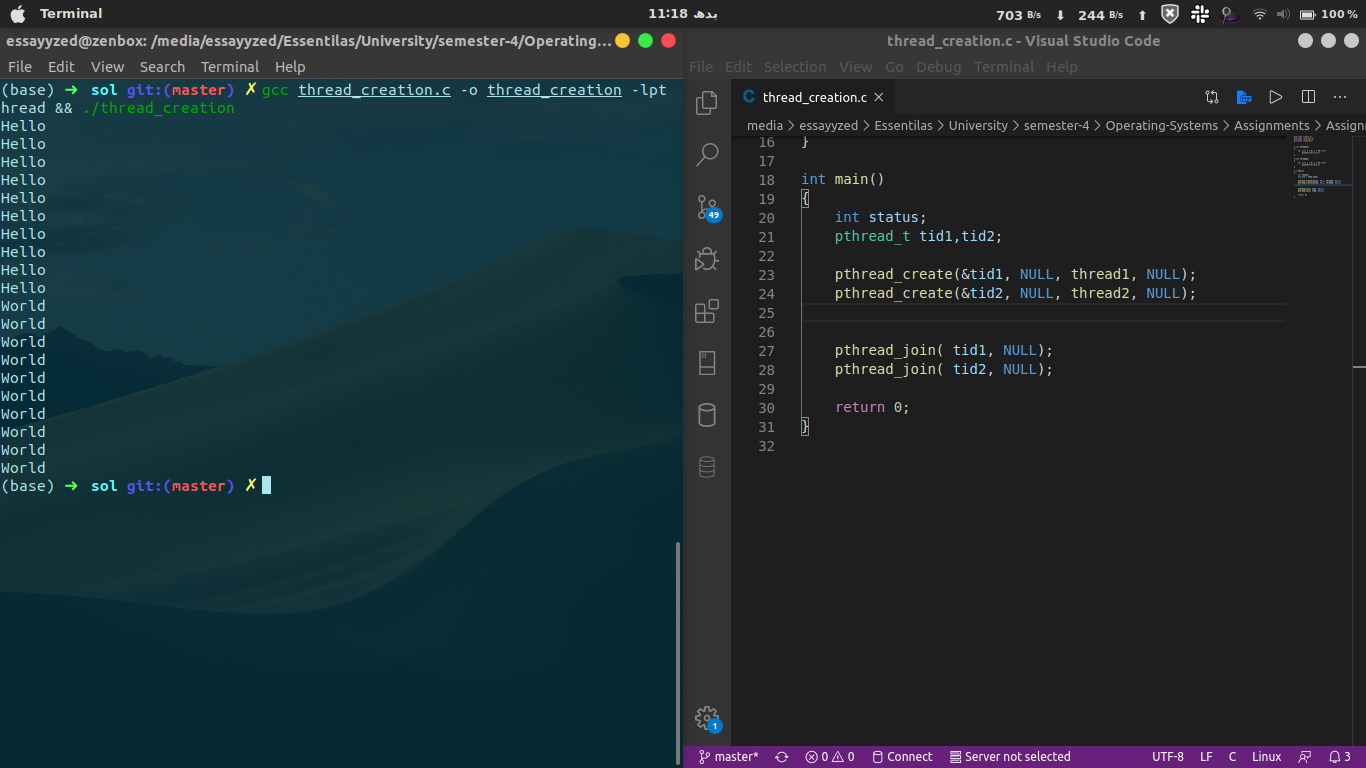 Terminal
11:18 بدھ
703 B/s 244 B/s 100 %
essayyzed@zenbox: /media/essayyzed/Essentilas/University/semester-4/Operating...
File Edit View Search Terminal Help
(base) ➜ sol git:(master) ✗ gcc thread_creation.c -o thread_creation -lpt
hread && ./thread_creation
Hello
Hello
Hello
Hello
Hello
Hello
Hello
Hello
Hello
Hello
World
World
World
World
World
World
World
World
World
World
(base) ➜ sol git:(master) ✗
thread_creation.c - Visual Studio Code
File Edit Selection View Go Debug Terminal Help
C thread_creation.c ×
media > essayyzed > Essentilas > University > semester-4 > Operating-Systems > Assignments > Assign
16 }
17
18 int main()
19 {
20 int status;
21 pthread_t tid1,tid2;
22
23 pthread_create(&tid1, NULL, thread1, NULL);
24 pthread_create(&tid2, NULL, thread2, NULL);
25
26
27 pthread_join( tid1, NULL);
28 pthread_join( tid2, NULL);
29
30 return 0;
31 }
32
49
1
master* 0 0 Connect Server not selected UTF-8 LF C Linux 3